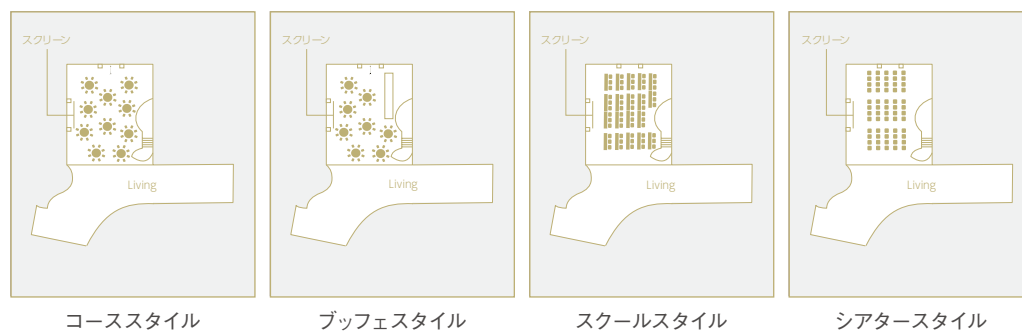 スクリーン
Living
コーススタイル
スクリーン
Living
ブッフェスタイル
スクリーン
Living
スクールスタイル
スクリーン
Living
シアタースタイル